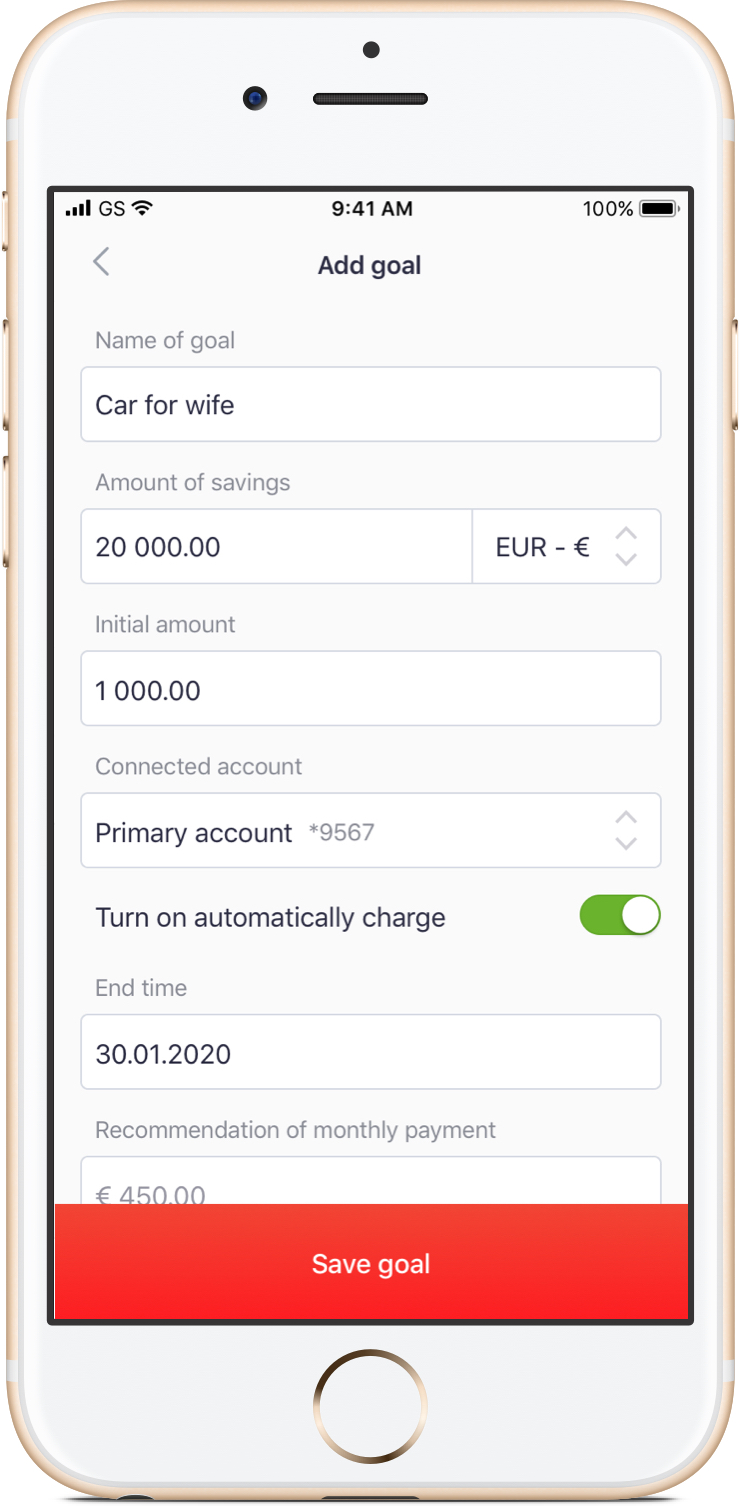 GS 9:41 AM 100%
Add goal
Name of goal
Car for wife
Amount of savings
20 000.00 EUR - €
Initial amount
1 000.00
Connected account
Primary account *9567
Turn on automatically charge
End time
30.01.2020
Recommendation of monthly payment
€ 450.00
Save goal